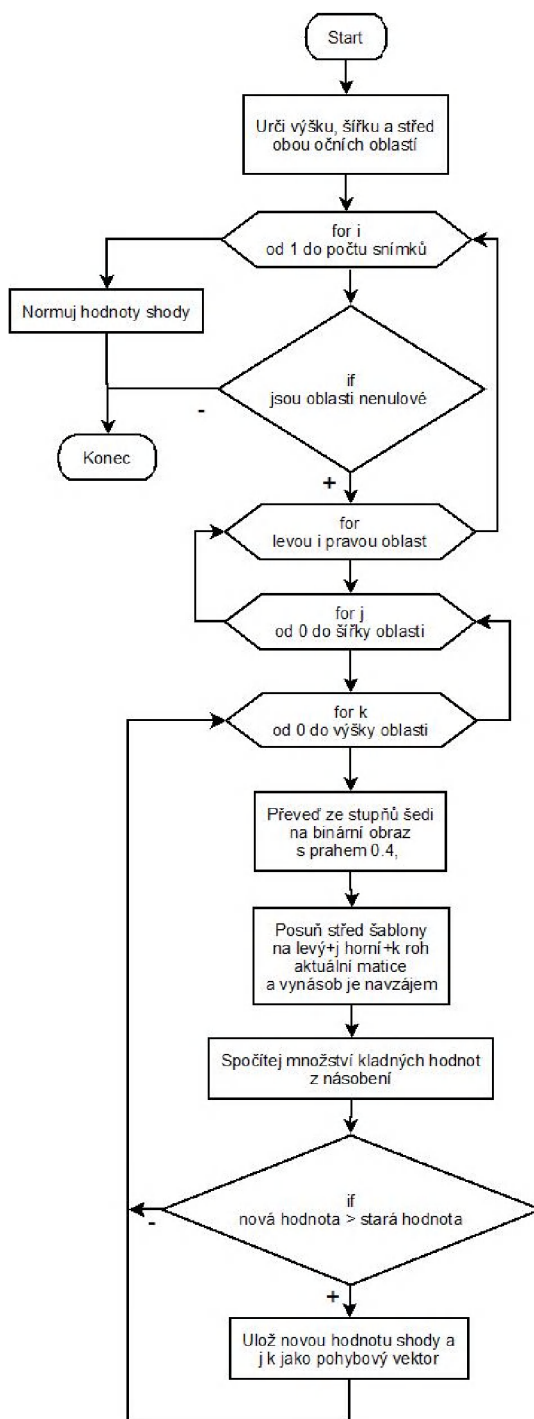 Start
Urči výšku, šířku a střed
obou očních oblastí
for i
od 1 do počtu snímků
Normuj hodnoty shody
if
jsou oblasti nenulové
-
Konec
+
for
levou i pravou oblast
for j
od 0 do šířky oblasti
for k
od 0 do výšky oblasti
Převeď ze stupňů šedi
na binární obraz
s prahem 0.4,
Posuň střed šablony
na levý+j horní+k roh
aktuální matice
a vynásob je navzájem
Spočítej množství kladných hodnot
z násobení
if
nová hodnota > stará hodnota
-
+
Ulož novou hodnotu shody a
j k jako pohybový vektor